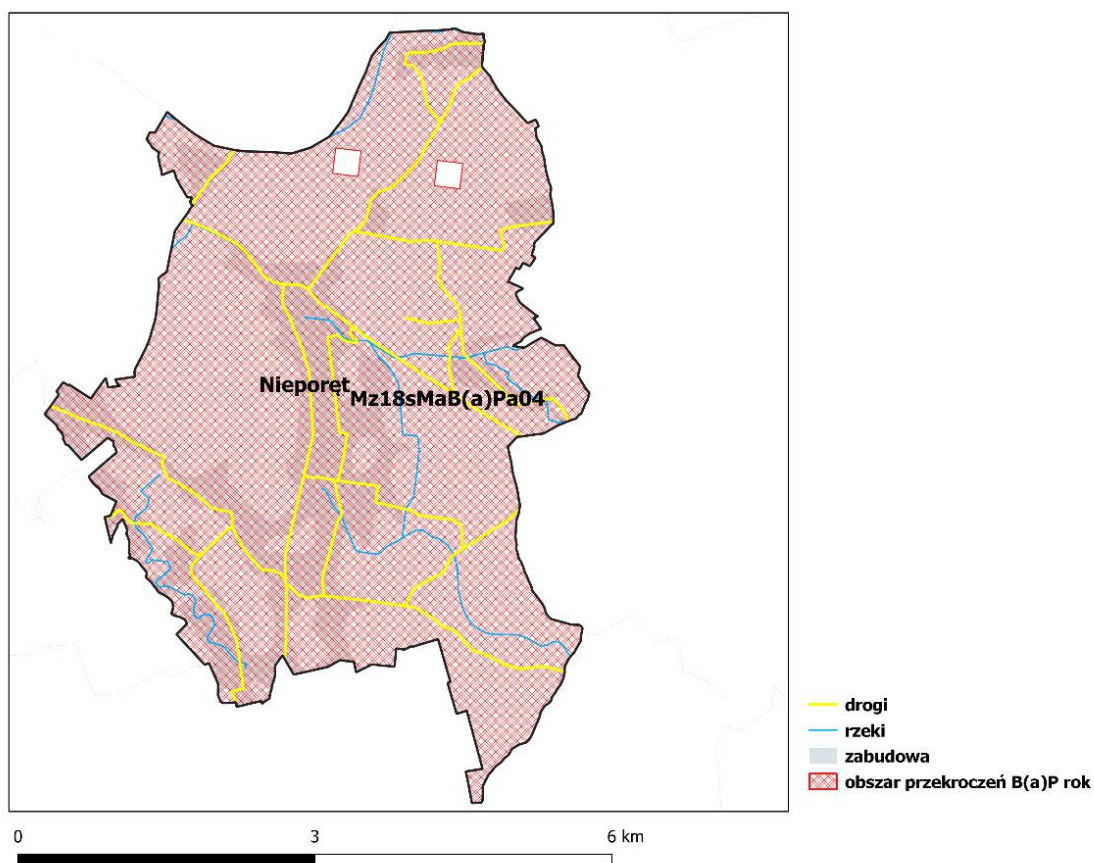 Nieporęt
Mz18sMaB(a)Pa04
drogi
rzeki
zabudowa
obszar przekroczeń B(a)P rok
0 3 6 km